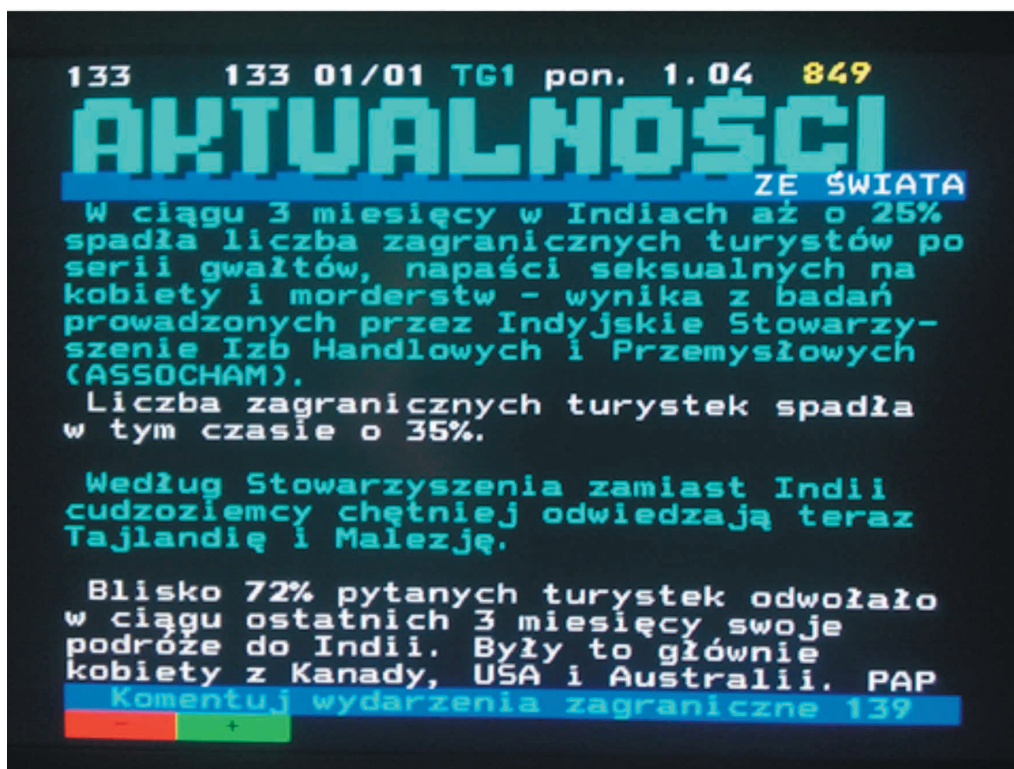 133 133 01/01 TG1 pon. 1.04 849
AKTUALNOŚCI
ZE ŚWIATA
W ciągu 3 miesięcy w Indiach aż o 25%
spadła liczba zagranicznych turystów po
serii gwałtów, napaści seksualnych na
kobiety i morderstw – wynika z badań
prowadzonych przez Indyjskie Stowarzy-
szenie Izb Handlowych i Przemysłowych
(ASSOCHAM).
Liczba zagranicznych turystek spadła
w tym czasie o 35%.
Według Stowarzyszenia zamiast Indii
cudzoziemcy chętniej odwiedzają teraz
Tajlandię i Malezję.
Blisko 72% pytanych turystek odwołało
w ciągu ostatnich 3 miesięcy swoje
podróże do Indii. Były to głównie
kobiety z Kanady, USA i Australii. PAP
Komentuj wydarzenia zagraniczne 139
- +